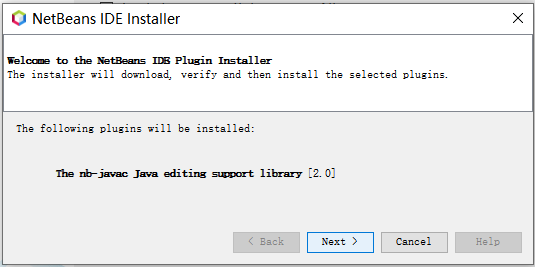 NetBeans IDE Installer
Welcome to the NetBeans IDE Plugin Installer
The installer will download, verify and then install the selected plugins.
The following plugins will be installed:
The nb-javac Java editing support library [2.0]
< Back Next > Cancel Help